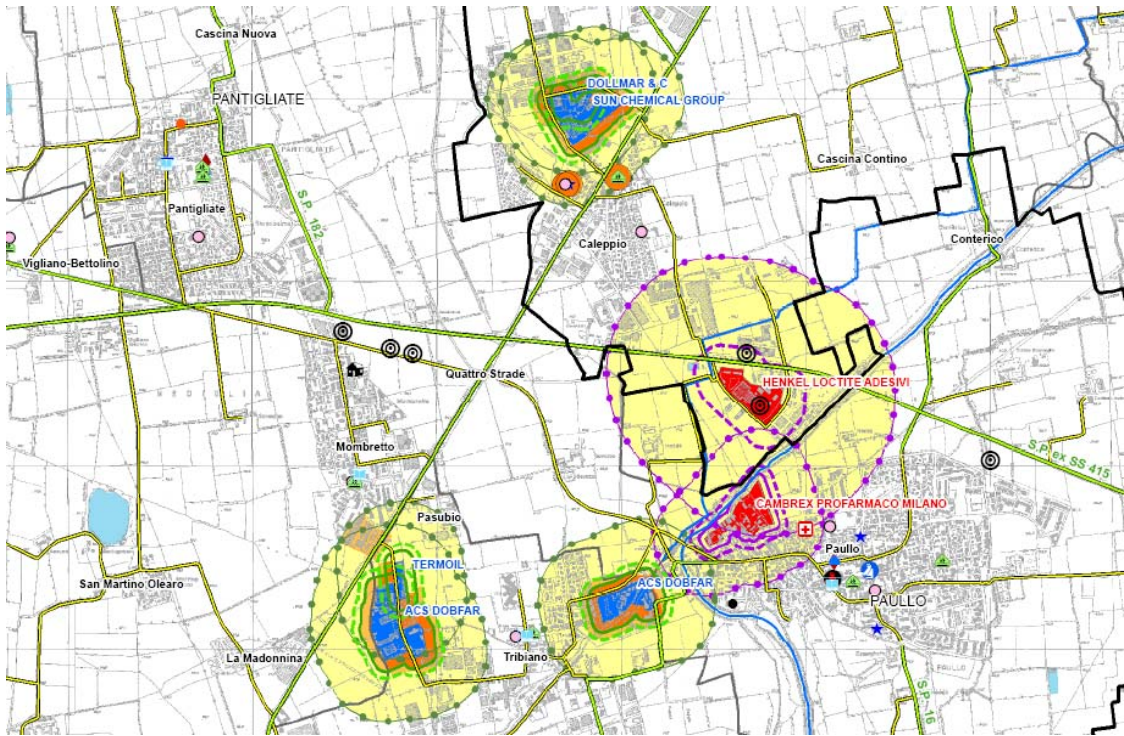 Cascina Nuova
DOLLMAR & C
SUN CHEMICAL GROUP
PANTIGLIATE
PANTIGLIATE
Cascina Contino
S.P. 182
Pantigliate
Caleppio
Conterico
Vigliano-Bettolino
Quattro Strade
HENKEL LOCTITE ADESIVI
S.P. ex SS 415
Mombretto
CAMBREX PROFARMACO MILANO
Pasubio
Paullo
TERMOIL
San Martino Olearo
ACS DOBFAR
ACS DOBFAR
PAULLO
La Madonnina
Tribiano
PAULLO
S.P. 16